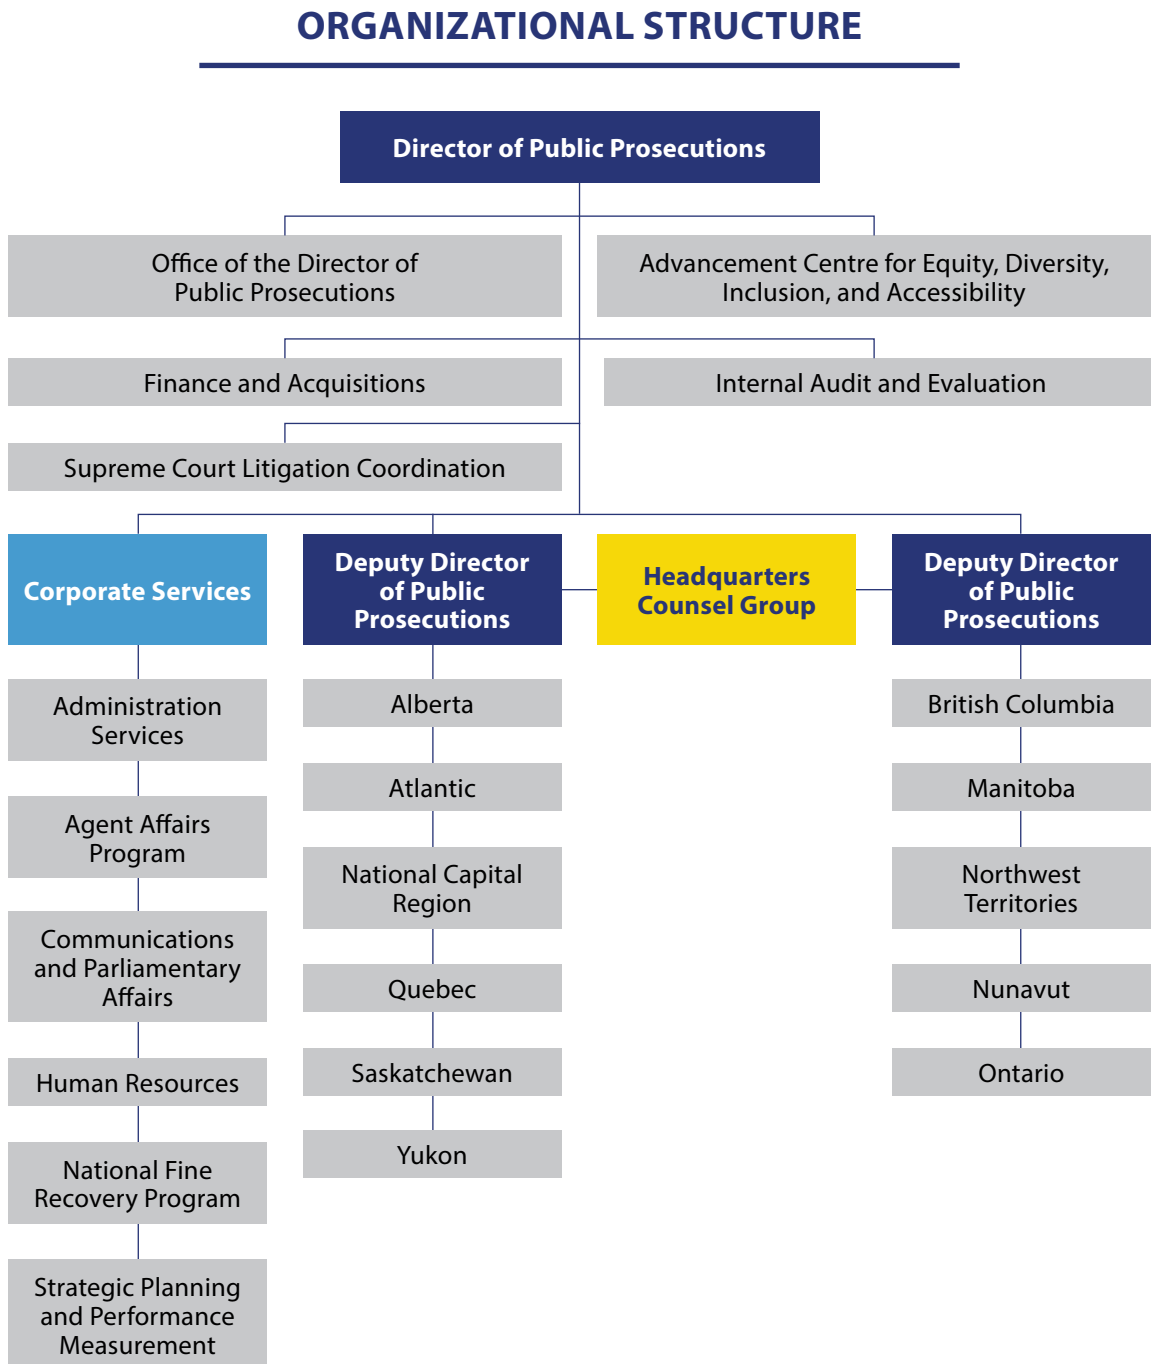 ORGANIZATIONAL STRUCTURE
Director of Public Prosecutions
Office of the Director of
Public Prosecutions
Advancement Centre for Equity, Diversity,
Inclusion, and Accessibility
Finance and Acquisitions
Internal Audit and Evaluation
Supreme Court Litigation Coordination
Corporate Services
Deputy Director
of Public
Prosecutions
Headquarters
Counsel Group
Deputy Director
of Public
Prosecutions
Administration
Services
Agent Affairs
Program
Communications
and Parliamentary
Affairs
Human Resources
National Fine
Recovery Program
Strategic Planning
and Performance
Measurement
Alberta
Atlantic
National Capital
Region
Quebec
Saskatchewan
Yukon
British Columbia
Manitoba
Northwest
Territories
Nunavut
Ontario